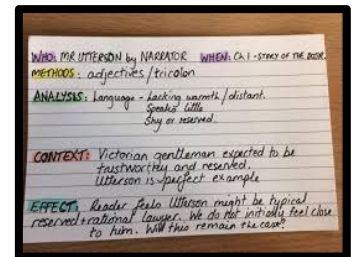 WHO: MR UTTERSON by NARRATOR WHEN: Ch 1 - STORY OF THE DOOR
METHODS: adjectives/tricolon
ANALYSIS: Language - Lacking warmth/distant.
Speaks little
Shy or reserved.
CONTEXT: Victorian gentleman expected to be
trustworthy and reserved.
Utterson is perfect example
EFFECT: Reader feels Utterson might be typical
reserved + rational lawyer. We do not initially feel close
to him. Will this remain the case?